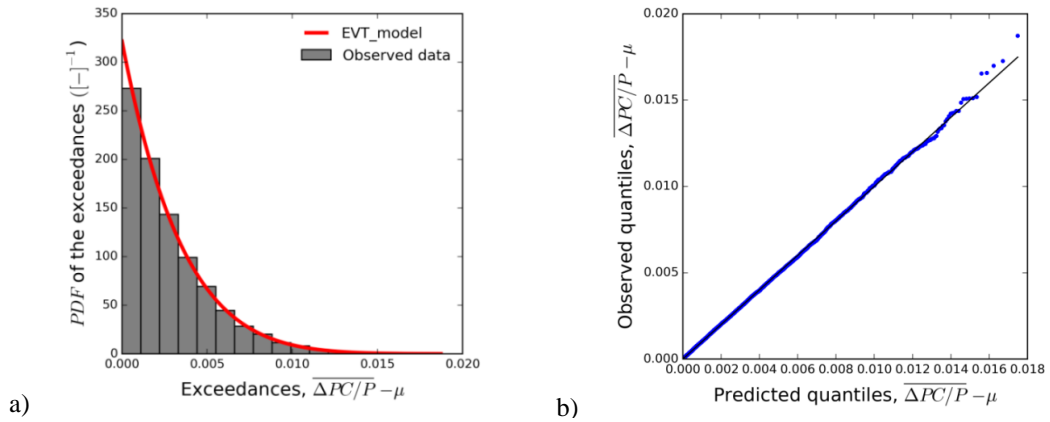 350
300
250
200
150
100
50
0
PDF of the exceedances ([−]⁻¹)
EVT_model
Observed data
0.000 0.005 0.010 0.015 0.020
Exceedances, \overline{ΔPC/P} −μ
a)
0.020
0.015
0.010
0.005
0.000
Observed quantiles, \overline{ΔPC/P} −μ
0.000 0.002 0.004 0.006 0.008 0.010 0.012 0.014 0.016 0.018
Predicted quantiles, \overline{ΔPC/P} −μ
b)